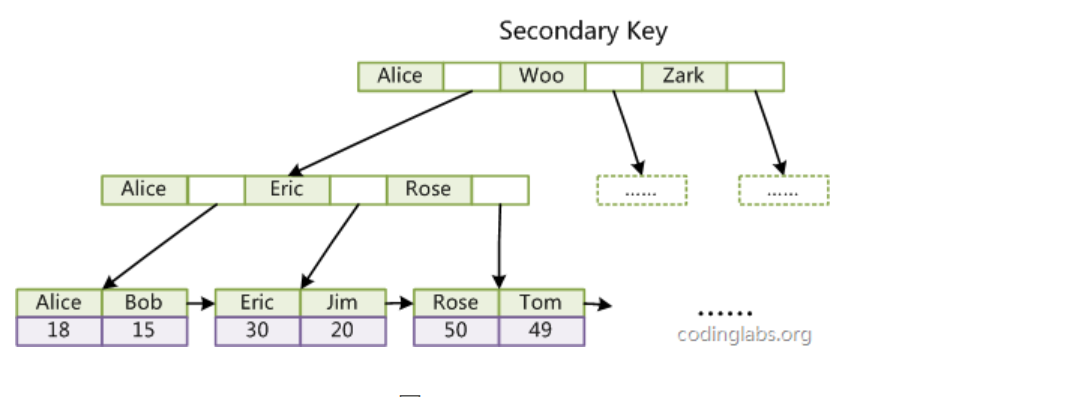 Secondary Key
Alice Woo Zark
Alice Eric Rose ...... ......
Alice Bob Eric Jim Rose Tom
18 15 30 20 50 49
......
codinglabs.org